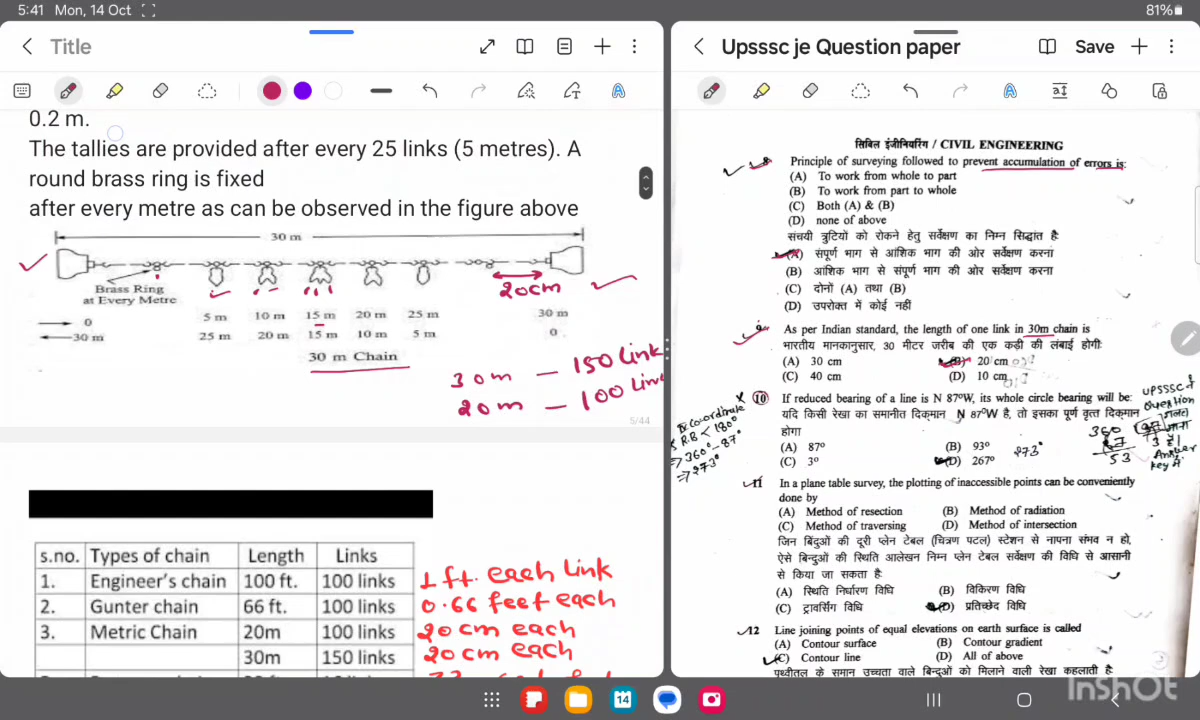 5:41 Mon, 14 Oct
81%
Title
Upsssc je Question paper
Save
0.2 m.
The tallies are provided after every 25 links (5 metres). A
round brass ring is fixed
after every metre as can be observed in the figure above
30 m
Brass Ring
at Every Metre
20cm
0 5 m 10 m 15 m 20 m 25 m 30 m
30 m 25 m 20 m 15 m 10 m 5 m 0
30 m Chain
30m — 150 link
20m — 100 Link
5/44
s.no. Types of chain Length Links
1. Engineer's chain 100 ft. 100 links 1 ft. each link
2. Gunter chain 66 ft. 100 links 0.66 feet each
3. Metric Chain 20m 100 links 20 cm each
30m 150 links 20 cm each
सिविल इंजीनियरिंग / CIVIL ENGINEERING
Principle of surveying followed to prevent accumulation of errors is:
(A) To work from whole to part
(B) To work from part to whole
(C) Both (A) & (B)
(D) none of above
संचयी त्रुटियों को रोकने हेतु सर्वेक्षण का निम्न सिद्धांत है
(A) संपूर्ण भाग से आंशिक भाग की ओर सर्वेक्षण करना
(B) आंशिक भाग से संपूर्ण भाग की ओर सर्वेक्षण करना
(C) दोनों (A) तथा (B)
(D) उपरोक्त में कोई नहीं
As per Indian standard, the length of one link in 30m chain is
भारतीय मानकानुसार, 30 मीटर जरीब की एक कड़ी की लंबाई होगी:
(A) 30 cm (B) 20 cm
(C) 40 cm (D) 10 cm
10 If reduced bearing of a line is N 87°W, its whole circle bearing will be:
यदि किसी रेखा का समानीत दिक्मान N 87°W है, तो इसका पूर्ण वृत्त दिक्मान
होगा
(A) 87° (B) 93°
(C) 3° (D) 267° 273°
R.B < 180°
⇒ 360° - 87°
⇒ 273°
UPSSSC
Question
गलत
Answer
Key
360
87
53
11 In a plane table survey, the plotting of inaccessible points can be conveniently
done by
(A) Method of resection (B) Method of radiation
(C) Method of traversing (D) Method of intersection
जिन बिंदुओं की दूरी प्लेन टेबल (चित्रण पटल) स्टेशन से नापना संभव न हो,
ऐसे बिन्दुओं की स्थिति आलेखन निम्न प्लेन टेबल सर्वेक्षण की विधि से आसानी
से किया जा सकता है
(A) स्थिति निर्धारण विधि (B) विकिरण विधि
(C) ट्रावर्सिंग विधि (D) प्रतिच्छेद विधि
12 Line joining points of equal elevations on earth surface is called
(A) Contour surface (B) Contour gradient
(C) Contour line (D) All of above
पृथ्वीतल के समान उच्चता वाले बिन्दुओं को मिलाने वाली रेखा कहलाती है
14
InShOt